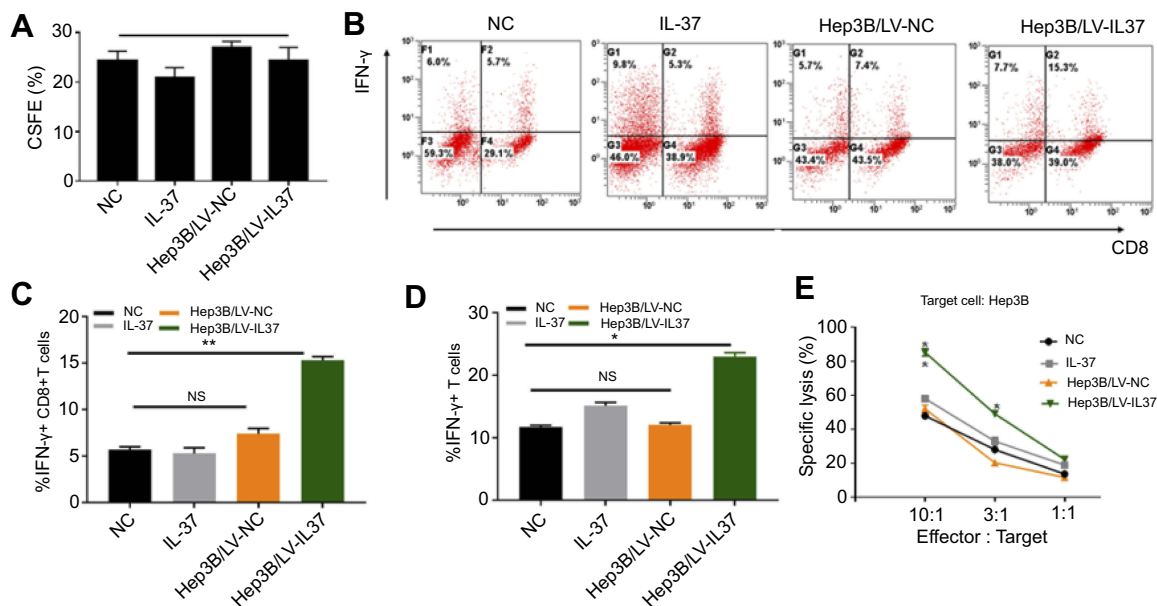 A
CSFE (%)
30
20
10
0
NC
IL-37
Hep3B/LV-NC
Hep3B/LV-IL37
B
NC
IL-37
Hep3B/LV-NC
Hep3B/LV-IL37
IFN-γ
F1
6.0%
F2
5.7%
F3
59.3%
F4
29.1%
G1
9.8%
G2
5.3%
G3
46.0%
G4
38.9%
G1
5.7%
G2
7.4%
G3
43.4%
G4
43.5%
G1
7.7%
G2
15.3%
G3
38.0%
G4
39.0%
CD8
C
NC
IL-37
Hep3B/LV-NC
Hep3B/LV-IL37
**
NS
%IFN-γ+ CD8+T cells
20
15
10
5
0
NC
IL-37
Hep3B/LV-NC
Hep3B/LV-IL37
D
NC
IL-37
Hep3B/LV-NC
Hep3B/LV-IL37
*
NS
%IFN-γ+ T cells
30
20
10
0
NC
IL-37
Hep3B/LV-NC
Hep3B/LV-IL37
E
Target cell: Hep3B
Specific lysis (%)
100
80
60
40
20
0
*
*
*
NC
IL-37
Hep3B/LV-NC
Hep3B/LV-IL37
10:1
3:1
1:1
Effector : Target